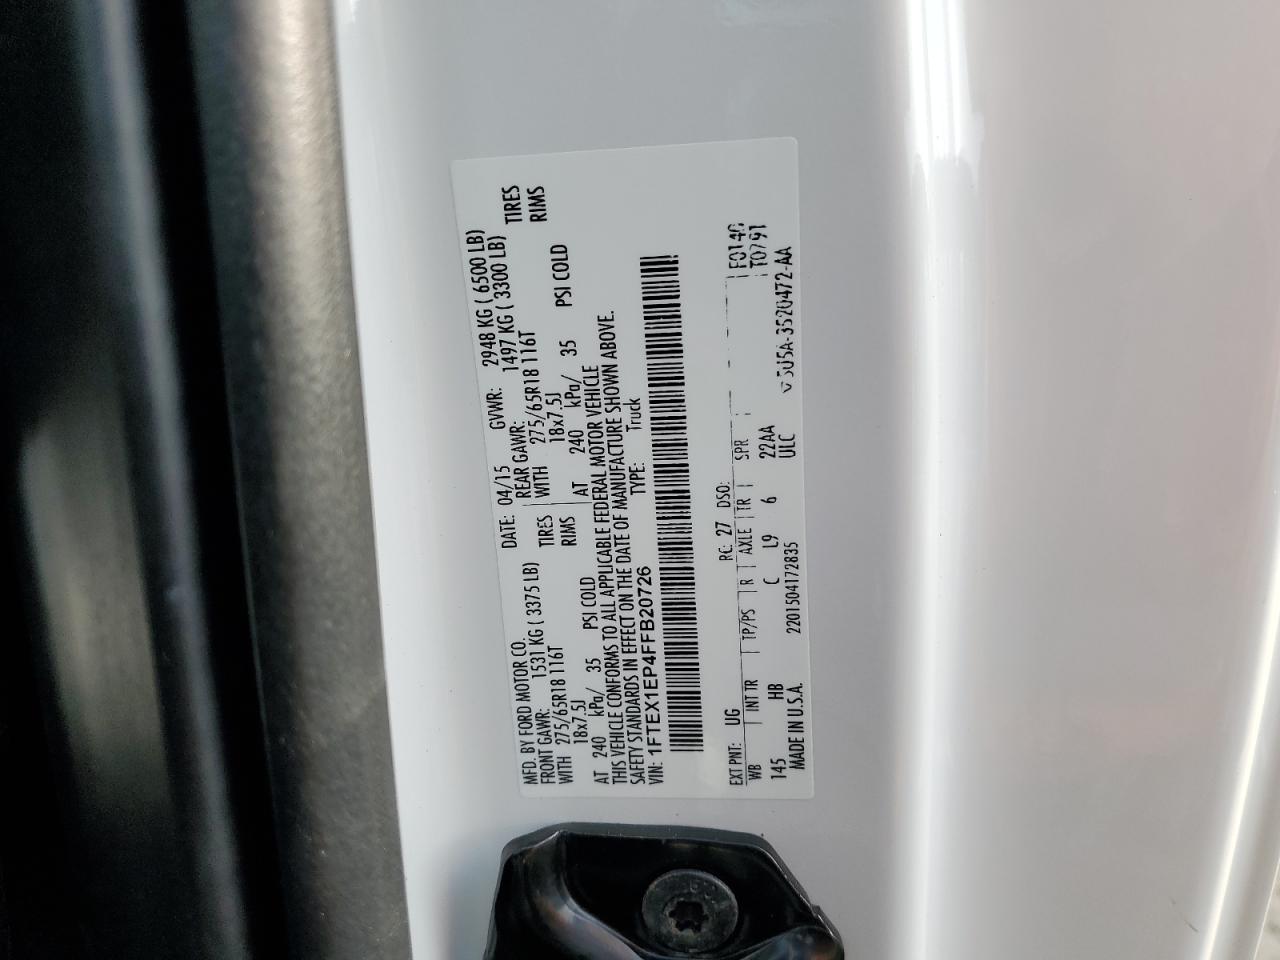 MFD. BY FORD MOTOR CO. DATE: 04/15 GVWR: 2948 KG ( 6500 LB)
FRONT GAWR: 1531 KG ( 3375 LB) REAR GAWR: 1497 KG ( 3300 LB)
WITH 275/65R18 116T TIRES WITH 275/65R18 116T TIRES
18x7.5J RIMS 18x7.5J RIMS
AT 240 kPa/ 35 PSI COLD AT 240 kPa/ 35 PSI COLD
THIS VEHICLE CONFORMS TO ALL APPLICABLE FEDERAL MOTOR VEHICLE
SAFETY STANDARDS IN EFFECT ON THE DATE OF MANUFACTURE SHOWN ABOVE.
VIN: 1FTEX1EP4FFB20726 TYPE: Truck
EXT PNT: UG RC: 27 DSO: F0146
WB INT TR TP/PS R AXLE TR SPR T0791
145 HB C L9 6 22AA
MADE IN U.S.A. 2201504172835 ULC 3520472-AA